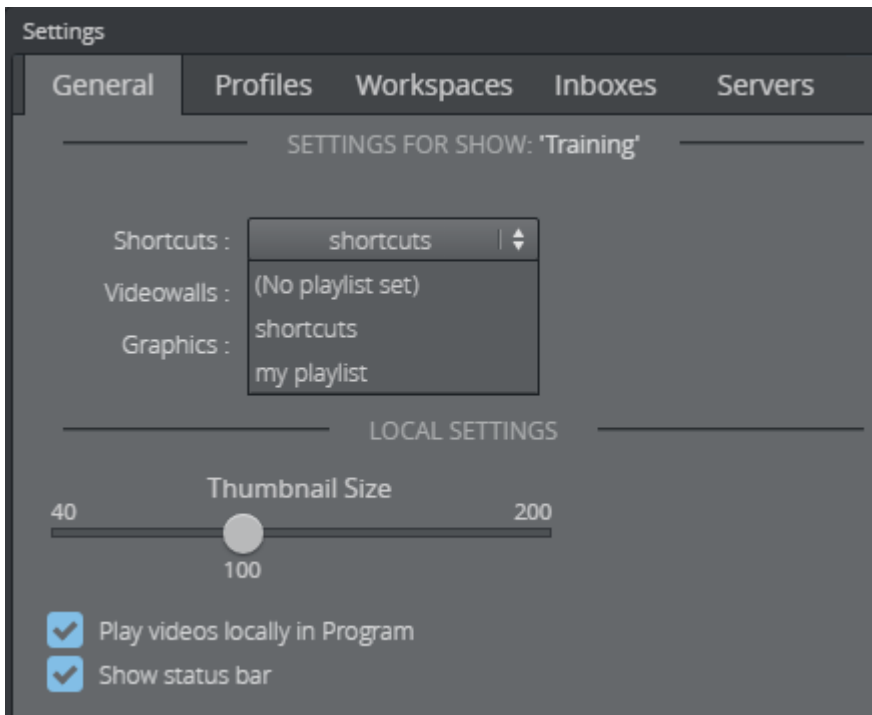 Settings
General Profiles Workspaces Inboxes Servers
SETTINGS FOR SHOW: 'Training'
Shortcuts : shortcuts
Videowalls : (No playlist set)
shortcuts
Graphics :
my playlist
LOCAL SETTINGS
Thumbnail Size
40 200
100
Play videos locally in Program
Show status bar